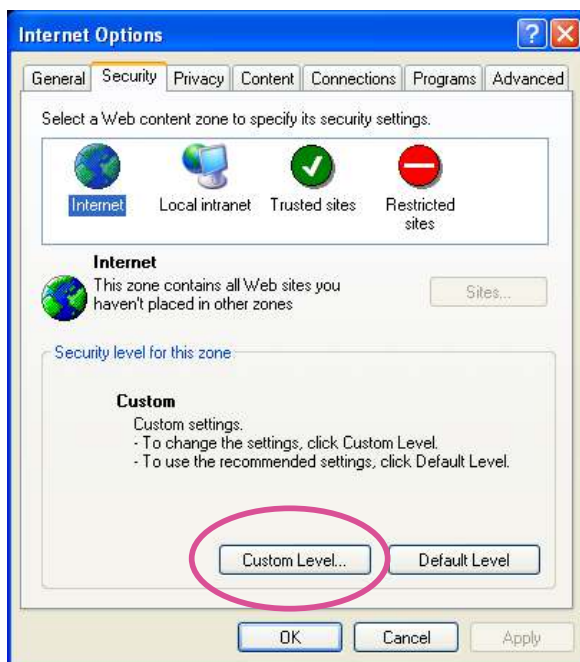 Internet Options
?
General Security Privacy Content Connections Programs Advanced
Select a Web content zone to specify its security settings.
Internet Local intranet Trusted sites Restricted
sites
Internet
This zone contains all Web sites you
haven't placed in other zones
Sites...
Security level for this zone
Custom
Custom settings.
- To change the settings, click Custom Level.
- To use the recommended settings, click Default Level.
Custom Level... Default Level
OK Cancel Apply